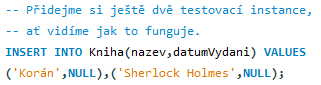 -- Přidejme si ještě dvě testovací instance,
-- ať vidíme jak to funguje.
INSERT INTO Kniha(nazev,datumVydani) VALUES
('Korán',NULL),('Sherlock Holmes',NULL);